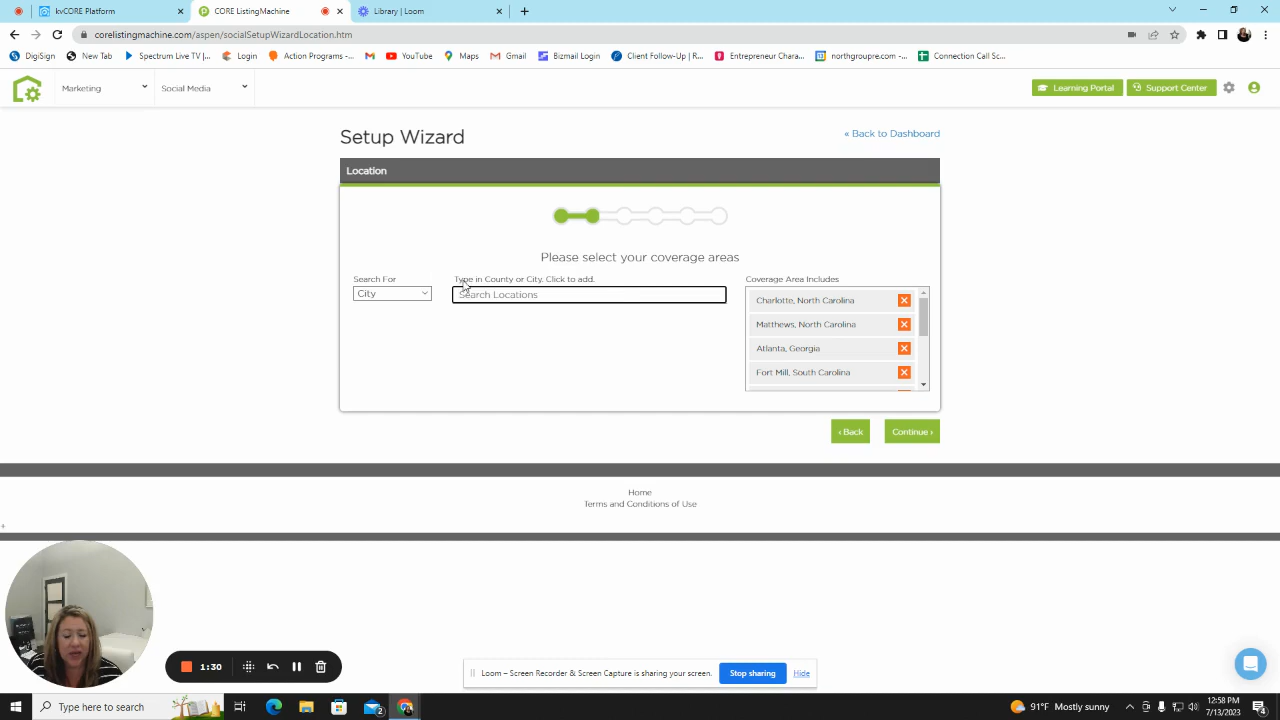 invCORE Platform
CORE ListingMachine
Library | Loom
corelistingmachine.com/aspen/socialSetupWizardLocation.htm
DigiSign
New Tab
Spectrum Live TV |...
Login
Action Programs -...
YouTube
Maps
Gmail
Bizmail Login
Client Follow-Up | R...
Entrepreneur Chara...
northgroupre.com -...
Connection Call Sc...
Marketing
Social Media
Learning Portal
Support Center
Setup Wizard
« Back to Dashboard
Location
Please select your coverage areas
Search For
Type in County or City. Click to add.
Coverage Area Includes
City
Search Locations
Charlotte, North Carolina
Matthews, North Carolina
Atlanta, Georgia
Fort Mill, South Carolina
‹ Back
Continue ›
Home
Terms and Conditions of Use
+
1:30
Loom – Screen Recorder & Screen Capture is sharing your screen.
Stop sharing
Hide
Type here to search
2
91°F Mostly sunny
12:58 PM
7/13/2023
4